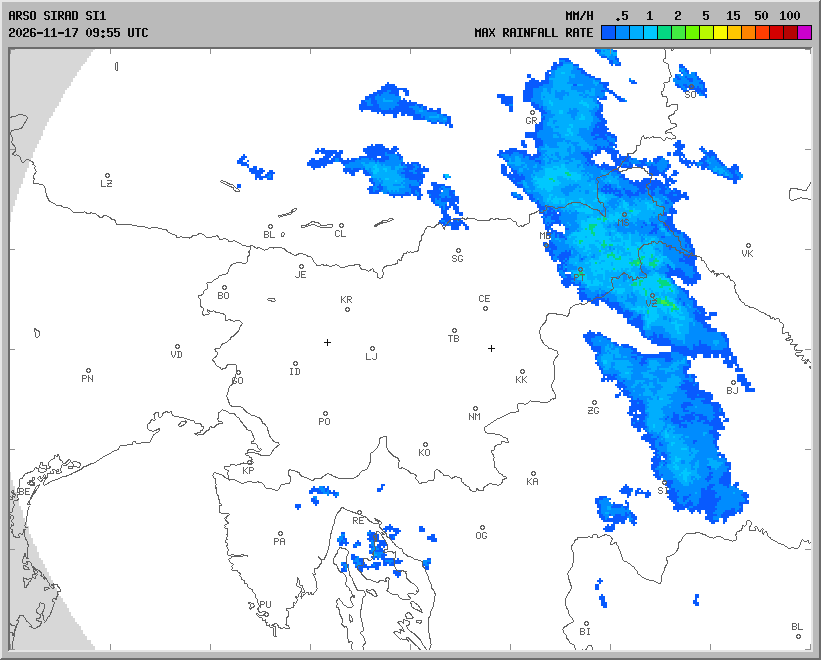 ARSO SIRAD SI1
MM/H .5 1 2 5 15 50 100
2026-11-17 09:55 UTC
MAX RAINFALL RATE
SO
GR
LZ
MS
BL
CL
MB
VK
SG
JE
PT
BO
KR
CE
VZ
TB
VD
LJ
PN
GO
ID
KK
BJ
ZG
NM
PO
KO
KP
KA
BE
SI
RE
PA
OG
PU
BI
BL